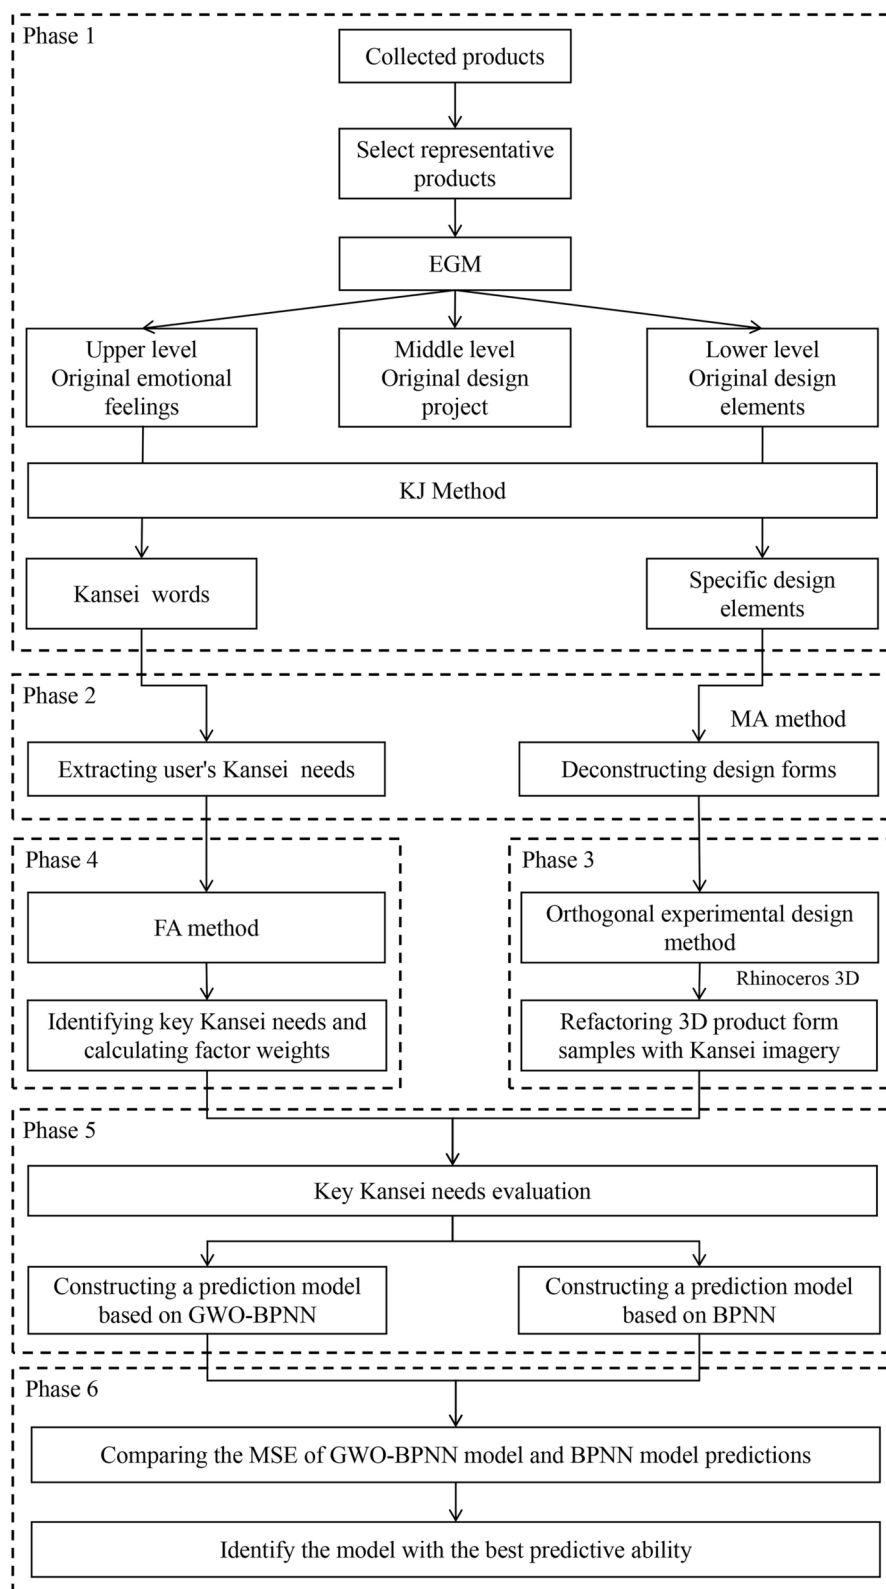 Phase 1
Collected products
Select representative
products
EGM
Upper level
Original emotional
feelings
Middle level
Original design
project
Lower level
Original design
elements
KJ Method
Kansei words
Specific design
elements
Phase 2
MA method
Extracting user's Kansei needs
Deconstructing design forms
Phase 4
FA method
Identifying key Kansei needs and
calculating factor weights
Phase 3
Orthogonal experimental design
method
Rhinoceros 3D
Refactoring 3D product form
samples with Kansei imagery
Phase 5
Key Kansei needs evaluation
Constructing a prediction model
based on GWO-BPNN
Constructing a prediction model
based on BPNN
Phase 6
Comparing the MSE of GWO-BPNN model and BPNN model predictions
Identify the model with the best predictive ability